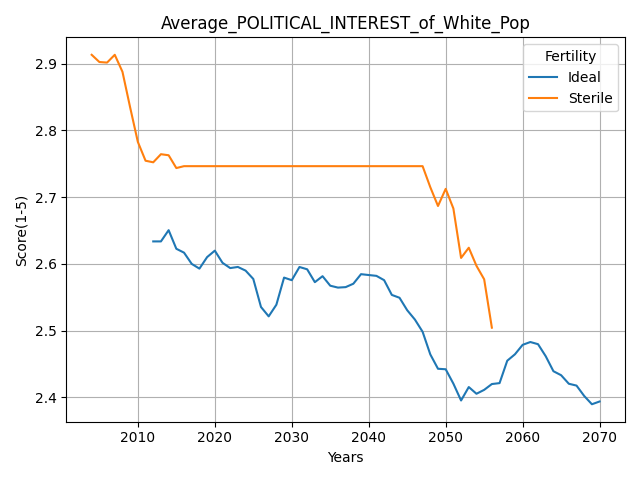 Average_POLITICAL_INTEREST_of_White_Pop
Fertility
Ideal
Sterile
Score(1-5)
2.9
2.8
2.7
2.6
2.5
2.4
2010 2020 2030 2040 2050 2060 2070
Years